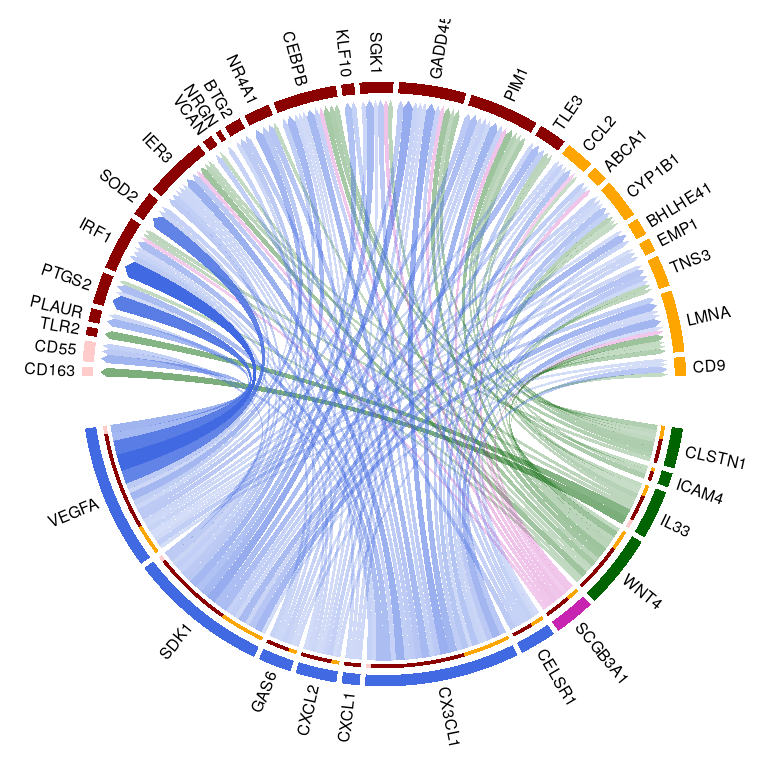 CD163
CD55
TLR2
PLAUR
PTGS2
IRF1
SOD2
IER3
VCAN
NRGN
BTG2
NR4A1
CEBPB
KLF10
SGK1
GADD45
PIM1
TLE3
CCL2
ABCA1
CYP1B1
BHLHE41
EMP1
TNS3
LMNA
CD9
CLSTN1
ICAM4
IL33
WNT4
SCGB3A1
CELSR1
CX3CL1
CXCL1
CXCL2
GAS6
SDK1
VEGFA